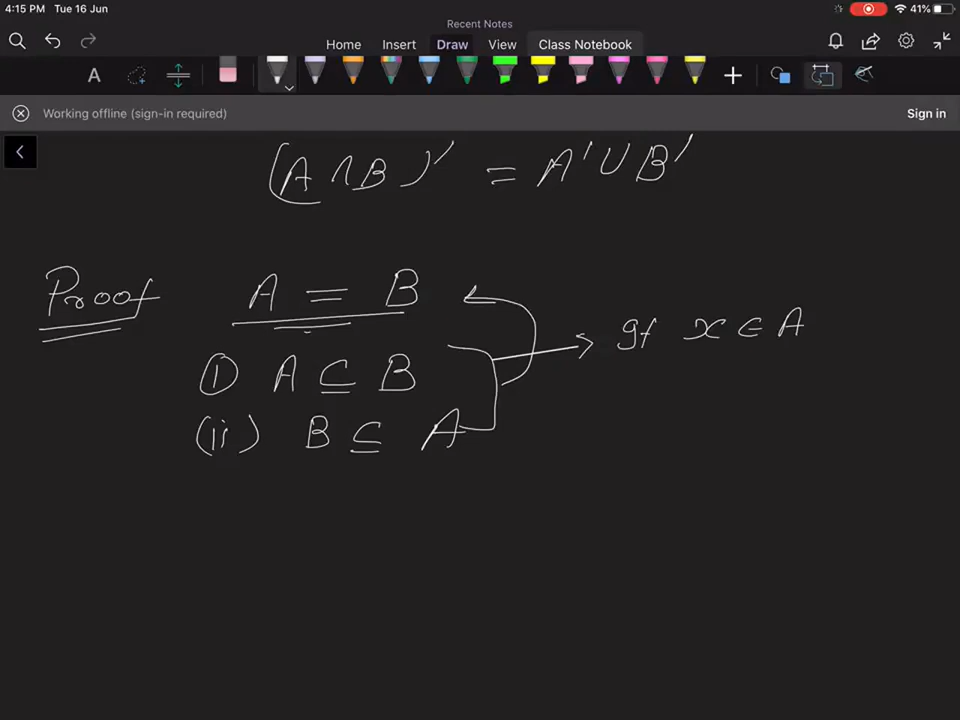 4:15 PM Tue 16 Jun
41%
Recent Notes
Home Insert Draw View Class Notebook
A
Working offline (sign-in required) Sign in
(A ∩ B)' = A' ∪ B'
Proof A = B
If x ∈ A
① A ⊆ B
(ii) B ⊆ A